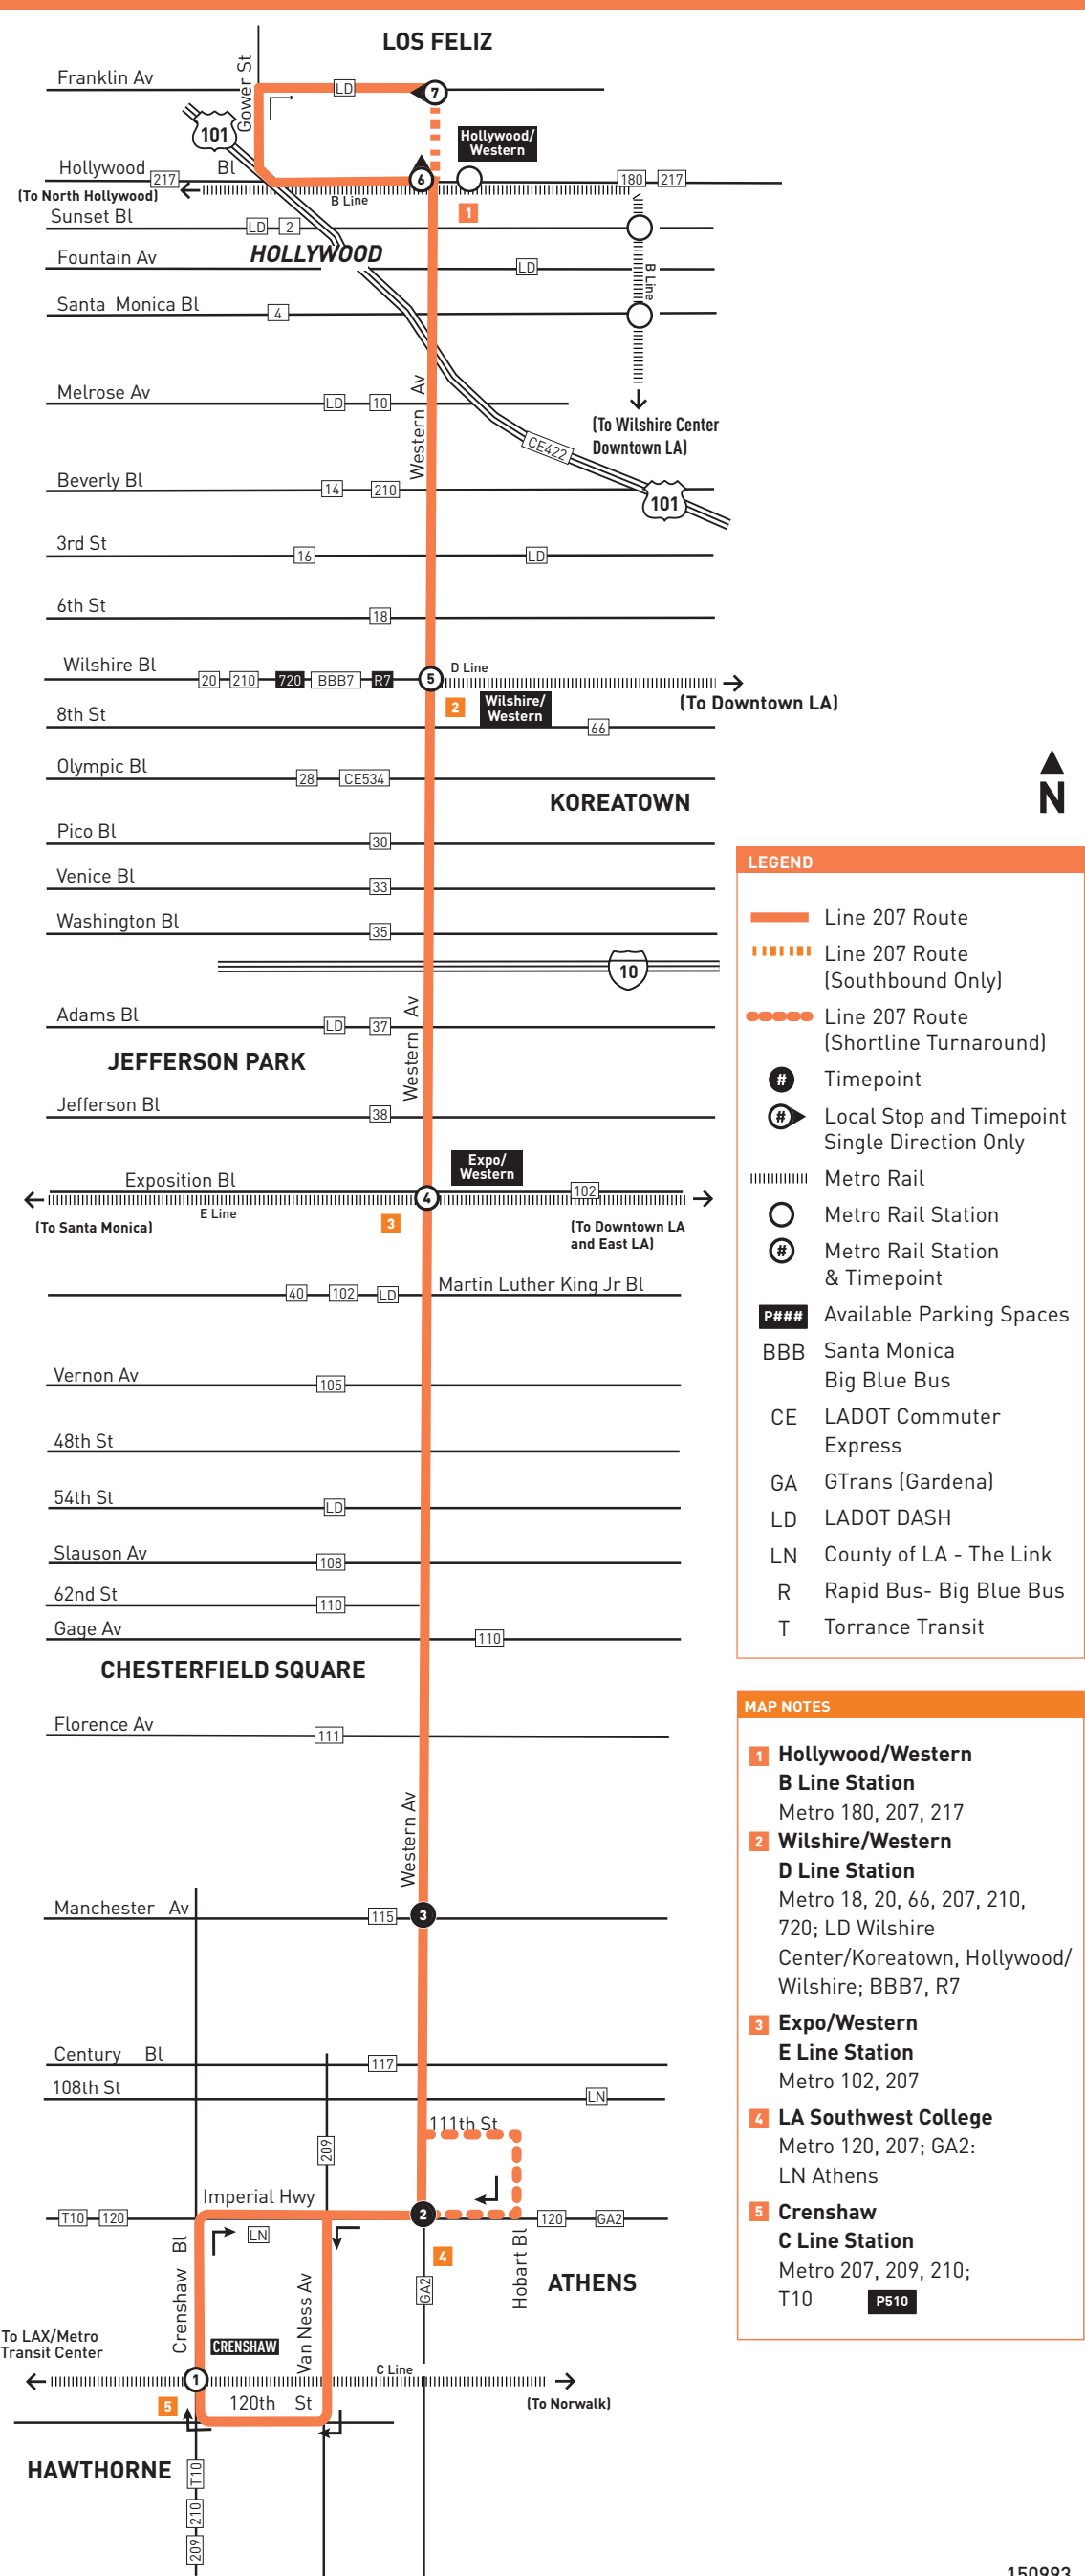 LOS FELIZ
Franklin Av
Gower St
LD
7
101
Hollywood/
Western
Hollywood Bl
217
6
180
217
(To North Hollywood)
B Line
1
Sunset Bl
LD
2
HOLLYWOOD
Fountain Av
LD
B Line
Santa Monica Bl
4
Western Av
Melrose Av
LD
10
(To Wilshire Center
Downtown LA)
CE422
Beverly Bl
14
210
101
3rd St
16
LD
6th St
18
Wilshire Bl
20
210
720
BBB7
R7
5
D Line
2
Wilshire/
Western
(To Downtown LA)
8th St
66
Olympic Bl
28
CE534
KOREATOWN
N
Pico Bl
30
Venice Bl
33
Washington Bl
35
10
Adams Bl
LD
37
Western Av
JEFFERSON PARK
Jefferson Bl
38
Expo/
Western
Exposition Bl
102
4
E Line
(To Santa Monica)
3
(To Downtown LA
and East LA)
Martin Luther King Jr Bl
40
102
LD
Vernon Av
105
48th St
54th St
LD
Slauson Av
108
62nd St
110
Gage Av
110
CHESTERFIELD SQUARE
Florence Av
111
Western Av
Manchester Av
115
3
Century Bl
117
108th St
LN
111th St
209
Imperial Hwy
T10
120
2
120
GA2
LN
4
Crenshaw Bl
Van Ness Av
GA2
Hobart Bl
ATHENS
To LAX/Metro
Transit Center
CRENSHAW
C Line
1
(To Norwalk)
5
120th St
HAWTHORNE
T10
210
209
LEGEND
Line 207 Route
Line 207 Route
(Southbound Only)
Line 207 Route
(Shortline Turnaround)
# Timepoint
# Local Stop and Timepoint
Single Direction Only
Metro Rail
Metro Rail Station
# Metro Rail Station
& Timepoint
P### Available Parking Spaces
BBB Santa Monica
Big Blue Bus
CE LADOT Commuter
Express
GA GTrans (Gardena)
LD LADOT DASH
LN County of LA - The Link
R Rapid Bus- Big Blue Bus
T Torrance Transit
MAP NOTES
1 Hollywood/Western
B Line Station
Metro 180, 207, 217
2 Wilshire/Western
D Line Station
Metro 18, 20, 66, 207, 210,
720; LD Wilshire
Center/Koreatown, Hollywood/
Wilshire; BBB7, R7
3 Expo/Western
E Line Station
Metro 102, 207
4 LA Southwest College
Metro 120, 207; GA2:
LN Athens
5 Crenshaw
C Line Station
Metro 207, 209, 210;
T10 P510
150993